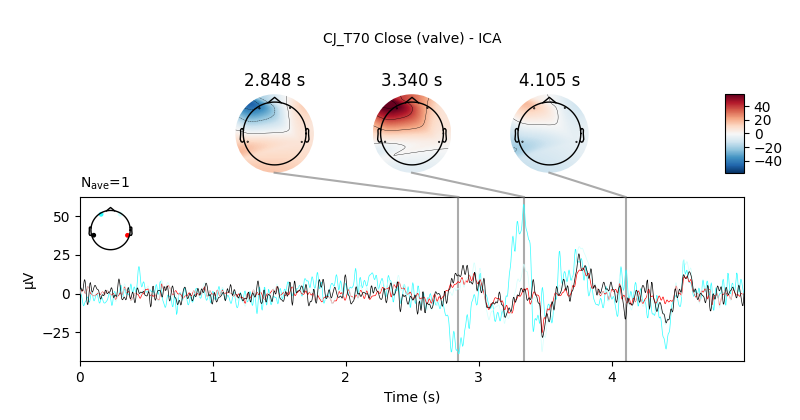 CJ_T70 Close (valve) - ICA
2.848 s 3.340 s 4.105 s
40
20
0
−20
−40
Nave=1
50
25
0
−25
µV
0 1 2 3 4
Time (s)